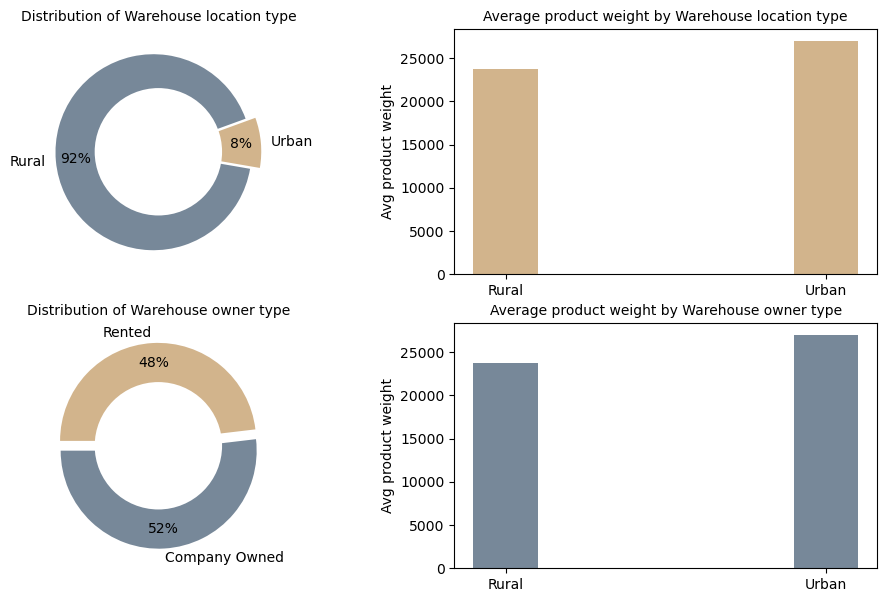 Distribution of Warehouse location type
Rural
92%
8%
Urban
Average product weight by Warehouse location type
Avg product weight
25000
20000
15000
10000
5000
0
Rural
Urban
Distribution of Warehouse owner type
Rented
48%
52%
Company Owned
Average product weight by Warehouse owner type
Avg product weight
25000
20000
15000
10000
5000
0
Rural
Urban